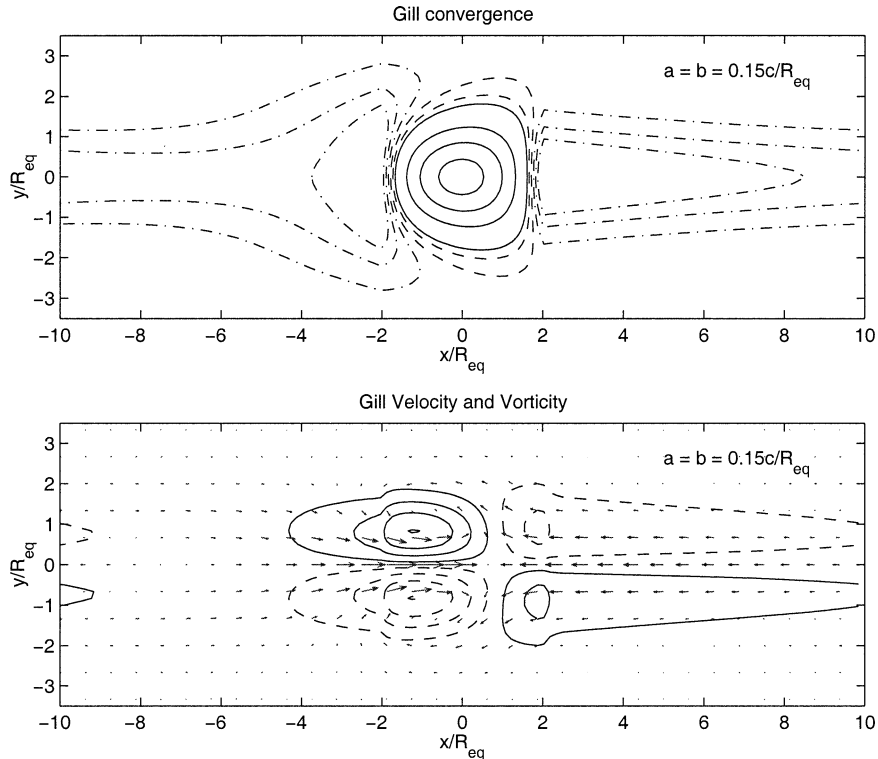 Gill convergence
a = b = 0.15c/R_eq
y/R_eq
3
2
1
0
−1
−2
−3
−10 −8 −6 −4 −2 0 2 4 6 8 10
x/R_eq
Gill Velocity and Vorticity
a = b = 0.15c/R_eq
y/R_eq
3
2
1
0
−1
−2
−3
−10 −8 −6 −4 −2 0 2 4 6 8 10
x/R_eq